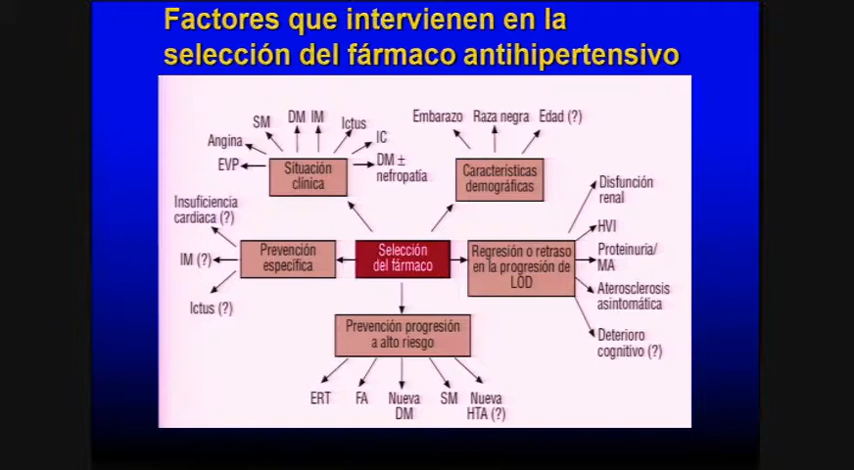 Factores que intervienen en la
selección del fármaco antihipertensivo
Embarazo
Raza negra
Edad (?)
SM
DM
IM
Ictus
IC
Angina
EVP
DM ±
nefropatía
Situación
clínica
Características
demográficas
Disfunción
renal
HVI
Proteinuria/
MA
Aterosclerosis
asintomática
Deterioro
cognitivo (?)
Insuficiencia
cardiaca (?)
IM (?)
Ictus (?)
Prevención
específica
Selección
del fármaco
Regresión o retraso
en la progresión de
LOD
Prevención progresión
a alto riesgo
ERT
FA
Nueva
DM
SM
Nueva
HTA (?)